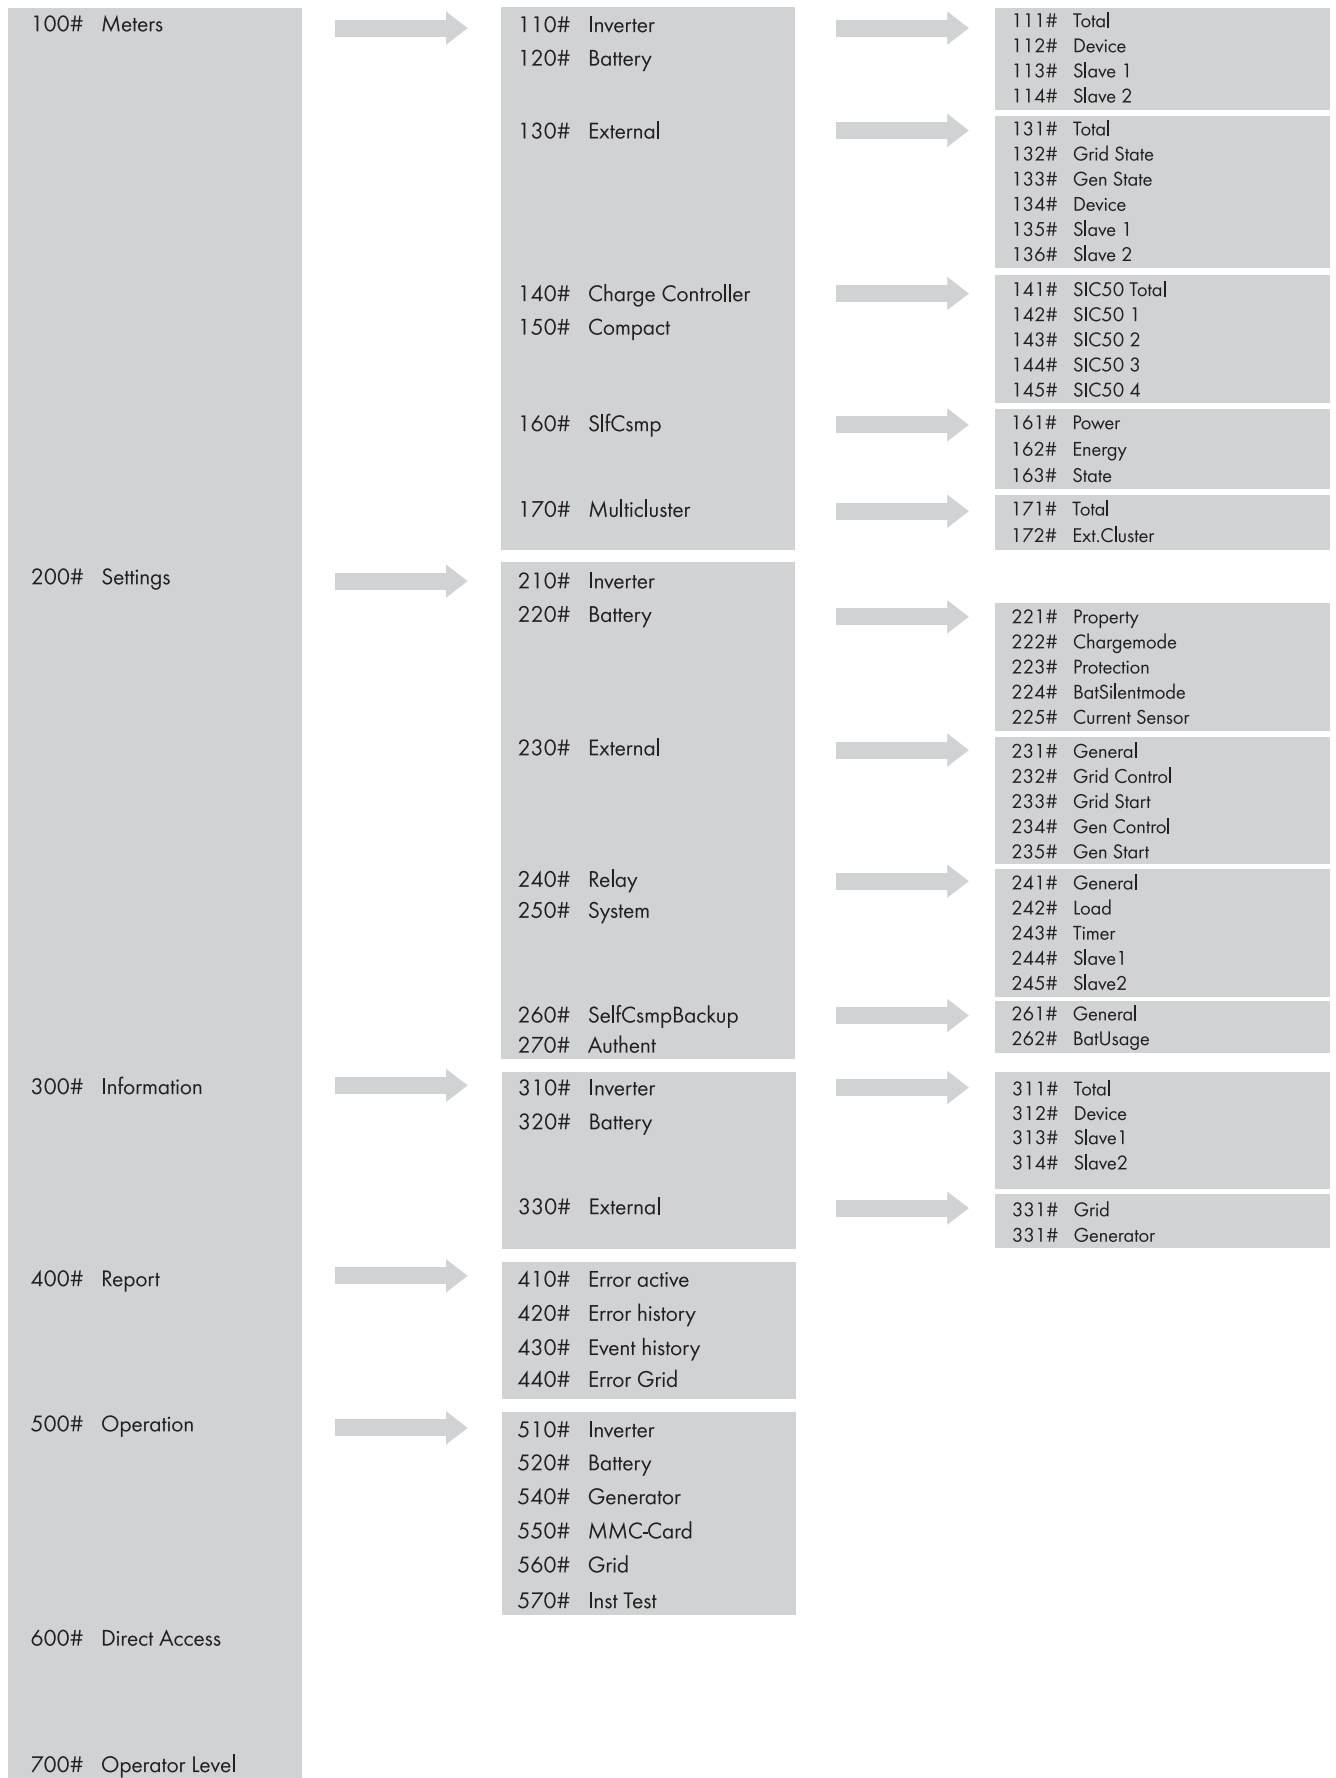 100# Meters
110# Inverter
120# Battery
130# External
140# Charge Controller
150# Compact
160# SlfCsmp
170# Multicluster
111# Total
112# Device
113# Slave 1
114# Slave 2
131# Total
132# Grid State
133# Gen State
134# Device
135# Slave 1
136# Slave 2
141# SIC50 Total
142# SIC50 1
143# SIC50 2
144# SIC50 3
145# SIC50 4
161# Power
162# Energy
163# State
171# Total
172# Ext.Cluster
200# Settings
210# Inverter
220# Battery
230# External
240# Relay
250# System
260# SelfCsmpBackup
270# Authent
221# Property
222# Chargemode
223# Protection
224# BatSilentmode
225# Current Sensor
231# General
232# Grid Control
233# Grid Start
234# Gen Control
235# Gen Start
241# General
242# Load
243# Timer
244# Slave1
245# Slave2
261# General
262# BatUsage
300# Information
310# Inverter
320# Battery
330# External
311# Total
312# Device
313# Slave1
314# Slave2
331# Grid
331# Generator
400# Report
410# Error active
420# Error history
430# Event history
440# Error Grid
500# Operation
510# Inverter
520# Battery
540# Generator
550# MMC-Card
560# Grid
570# Inst Test
600# Direct Access
700# Operator Level